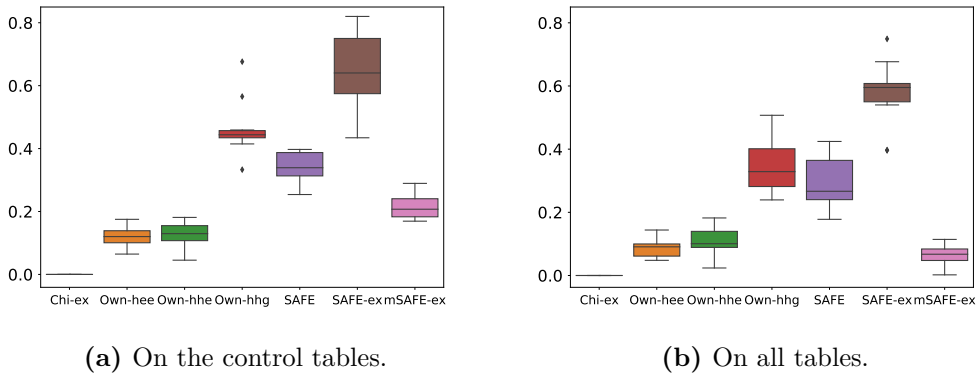 0.8
0.6
0.4
0.2
0.0
Chi-ex Own-hee Own-hhe Own-hhg SAFE SAFE-ex mSAFE-ex
(a) On the control tables.
0.8
0.6
0.4
0.2
0.0
Chi-ex Own-hee Own-hhe Own-hhg SAFE SAFE-ex mSAFE-ex
(b) On all tables.